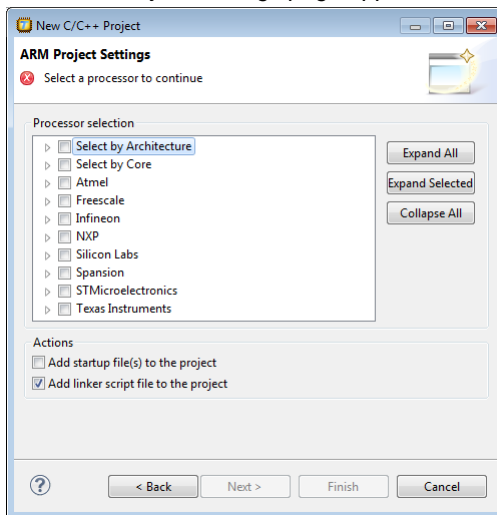 New C/C++ Project
ARM Project Settings
Select a processor to continue
Processor selection
Select by Architecture
Select by Core
Atmel
Freescale
Infineon
NXP
Silicon Labs
Spansion
STMicroelectronics
Texas Instruments
Expand All
Expand Selected
Collapse All
Actions
Add startup file(s) to the project
Add linker script file to the project
< Back
Next >
Finish
Cancel